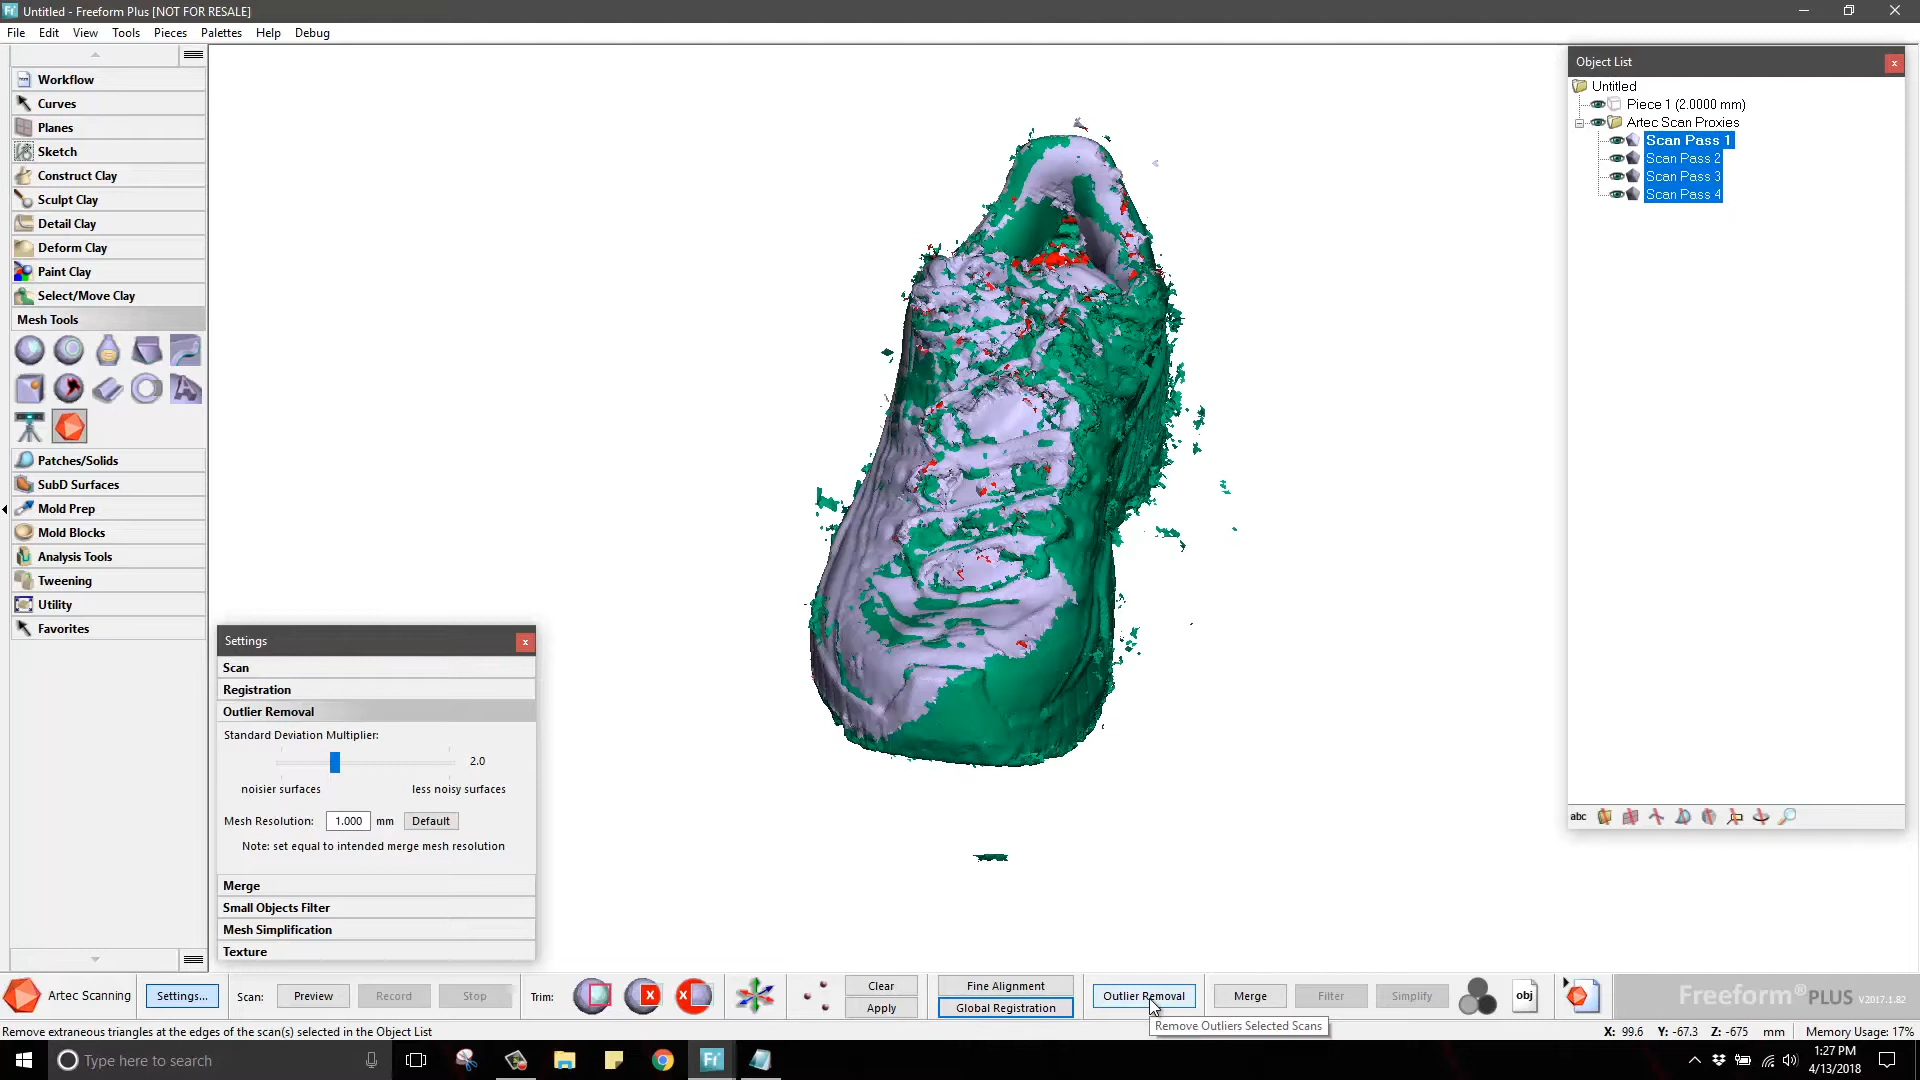 Untitled - Freeform Plus [NOT FOR RESALE]
File Edit View Tools Pieces Palettes Help Debug
Workflow
Curves
Planes
Sketch
Construct Clay
Sculpt Clay
Detail Clay
Deform Clay
Paint Clay
Select/Move Clay
Mesh Tools
Patches/Solids
SubD Surfaces
Mold Prep
Mold Blocks
Analysis Tools
Tweening
Utility
Favorites
Object List
Untitled
Piece 1 (2.0000 mm)
Artec Scan Proxies
Scan Pass 1
Scan Pass 2
Scan Pass 3
Scan Pass 4
abc
Settings
Scan
Registration
Outlier Removal
Standard Deviation Multiplier:
2.0
noisier surfaces less noisy surfaces
Mesh Resolution: 1.000 mm Default
Note: set equal to intended merge mesh resolution
Merge
Small Objects Filter
Mesh Simplification
Texture
Artec Scanning Settings... Scan: Preview Record Stop Trim: Clear Apply Fine Alignment Global Registration Outlier Removal Merge Filter Simplify obj Freeform® PLUS V2017.1.82
Remove Outliers Selected Scans
Remove extraneous triangles at the edges of the scan(s) selected in the Object List
X: 99.6 Y: -67.3 Z: -675 mm Memory Usage: 17%
Type here to search
1:27 PM
4/13/2018